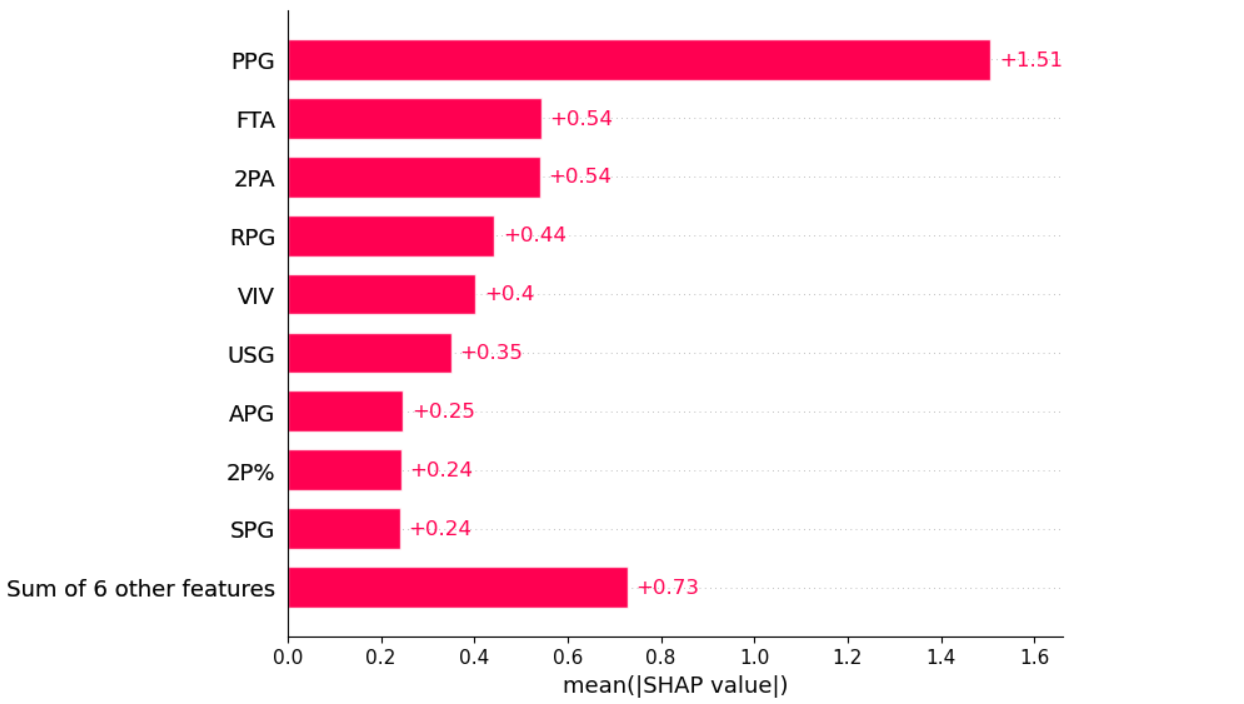 PPG +1.51
FTA +0.54
2PA +0.54
RPG +0.44
VIV +0.4
USG +0.35
APG +0.25
2P% +0.24
SPG +0.24
Sum of 6 other features +0.73
0.0 0.2 0.4 0.6 0.8 1.0 1.2 1.4 1.6
mean(|SHAP value|)